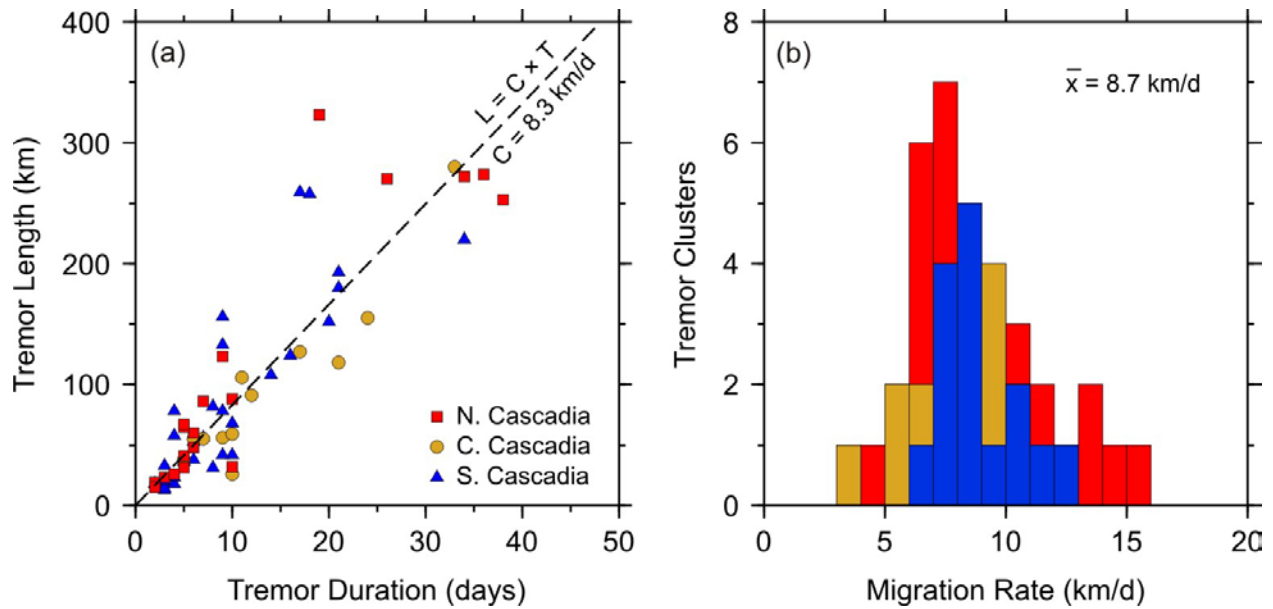 (a)
400
300
200
100
0
Tremor Length (km)
L = C × T
C = 8.3 km/d
N. Cascadia
C. Cascadia
S. Cascadia
0 10 20 30 40 50
Tremor Duration (days)
(b)
x̄ = 8.7 km/d
8
6
4
2
0
Tremor Clusters
0 5 10 15 20
Migration Rate (km/d)